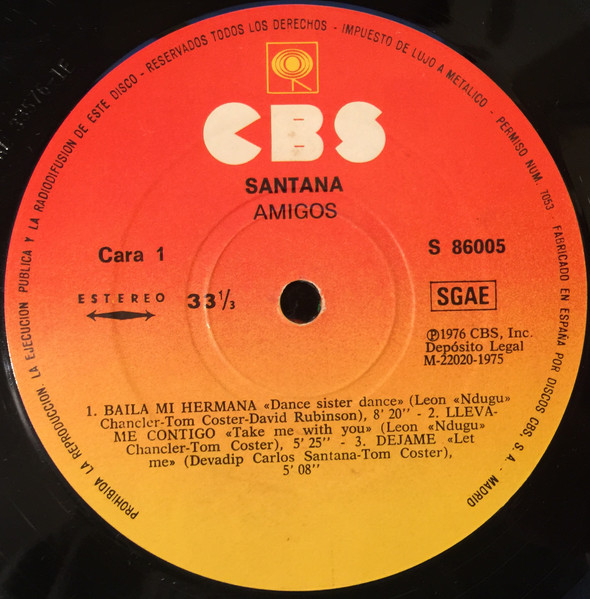 PROHIBIDA LA REPRODUCCION LA EJECUCION PUBLICA Y LA RADIODIFUSION DE ESTE DISCO - RESERVADOS TODOS LOS DERECHOS - IMPUESTO DE LUJO A METALICO - PERMISO NUM. 7053 - FABRICADO EN ESPAÑA POR DISCOS CBS, S. A. - MADRID
CBS
SANTANA
AMIGOS
Cara 1
S 86005
ESTEREO
33 1/3
SGAE
℗1976 CBS, Inc.
Depósito Legal
M-22020-1975
1. BAILA MI HERMANA «Dance sister dance» (Leon «Ndugu»
Chancler-Tom Coster-David Rubinson), 8' 20'' - 2. LLEVA-
ME CONTIGO «Take me with you» (Leon «Ndugu»
Chancler-Tom Coster), 5' 25'' - 3. DEJAME «Let
me» (Devadip Carlos Santana-Tom Coster),
5' 08''